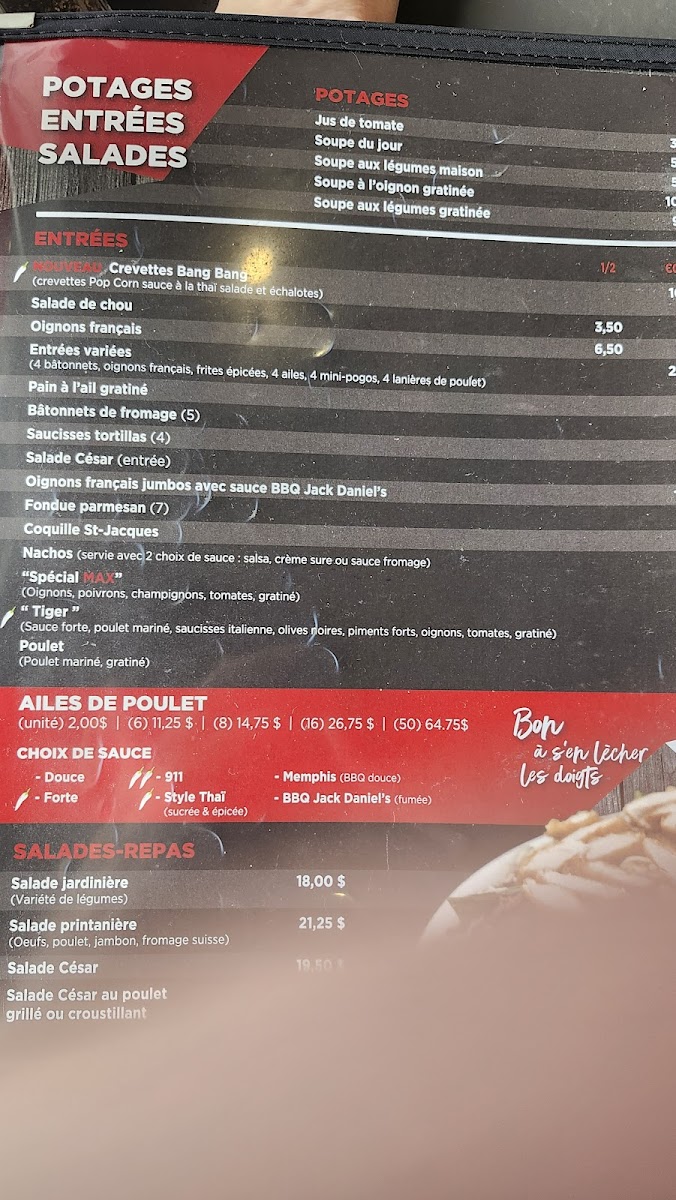 POTAGES
ENTRÉES
SALADES
POTAGES
Jus de tomate
Soupe du jour
Soupe aux légumes maison
Soupe à l'oignon gratinée
Soupe aux légumes gratinée
ENTRÉES
1/2
NOUVEAU Crevettes Bang Bang
(crevettes Pop Corn sauce à la thaï salade et échalotes)
Salade de chou
Oignons français 3,50
Entrées variées 6,50
(4 bâtonnets, oignons français, frites épicées, 4 ailes, 4 mini-pogos, 4 lanières de poulet)
Pain à l'ail gratiné
Bâtonnets de fromage (5)
Saucisses tortillas (4)
Salade César (entrée)
Oignons français jumbos avec sauce BBQ Jack Daniel's
Fondue parmesan (7)
Coquille St-Jacques
Nachos (servie avec 2 choix de sauce : salsa, crème sure ou sauce fromage)
"Spécial MAX"
(Oignons, poivrons, champignons, tomates, gratiné)
" Tiger "
(Sauce forte, poulet mariné, saucisses italienne, olives noires, piments forts, oignons, tomates, gratiné)
Poulet
(Poulet mariné, gratiné)
AILES DE POULET
(unité) 2,00$ | (6) 11,25 $ | (8) 14,75 $ | (16) 26,75 $ | (50) 64.75$
Bon
à s'en lècher
les doigts
CHOIX DE SAUCE
- Douce - 911 - Memphis (BBQ douce)
- Forte - Style Thaï - BBQ Jack Daniel's (fumée)
(sucrée & épicée)
SALADES-REPAS
Salade jardinière 18,00 $
(Variété de légumes)
Salade printanière 21,25 $
(Oeufs, poulet, jambon, fromage suisse)
Salade César 19,50 $
Salade César au poulet
grillé ou croustillant